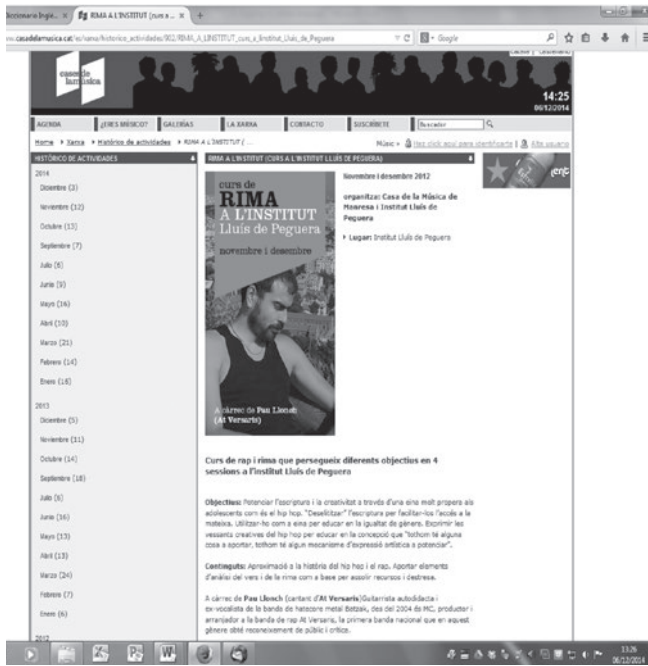 Diccionario Inglé...
RIMA A L'INSTITUT (curs a ...
www.casadelamusica.cat/es/xarxa/historico_actividades/902/RIMA_A_LINSTITUT_curs_a_linstitut_Lluis_de_Peguera
Google
cases de
la música
14:25
06/12/2014
AGENDA
¿ERES MÚSICO?
GALERÍAS
LA XARXA
CONTACTO
SUSCRÍBETE
Buscador
Home
Xarxa
Histórico de actividades
RIMA A L'INSTITUT ( ...
Músic >
Haz click aquí para identificarte
Alta usuario
HISTÓRICO DE ACTIVIDADES
2014
Diciembre (3)
Noviembre (12)
Octubre (13)
Septiembre (7)
Julio (6)
Junio (9)
Mayo (16)
Abril (10)
Marzo (21)
Febrero (14)
Enero (16)
2013
Diciembre (5)
Noviembre (11)
Octubre (14)
Septiembre (18)
Julio (6)
Junio (16)
Mayo (13)
Abril (13)
Marzo (24)
Febrero (7)
Enero (6)
2012
RIMA A L'INSTITUT (CURS A L'INSTITUT LLUÍS DE PEGUERA)
curs de
RIMA
A L'INSTITUT
Lluís de Peguera
novembre i desembre
A càrrec de Pau Llonch
(At Versaris)
Novembre i desembre 2012
organitza: Casa de la Música de
Manresa i Institut Lluís de
Peguera
Lugar: Institut Lluís de Peguera
Curs de rap i rima que persegueix diferents objectius en 4
sessions a l'institut Lluís de Peguera
Objectius: Potenciar l'escriptura i la creativitat a través d'una eina molt propera als
adolescents com és el hip hop. "Deselititzar" l'escriptura per facilitar-los l'accés a la
mateixa. Utilitzar-ho com a eina per educar en la igualtat de gènere. Exprimir les
vessants creatives del hip hop per educar en la concepció que "tothom té alguna
cosa a aportar, tothom té algun mecanisme d'expressió artística a potenciar".
Continguts: Aproximació a la història del hip hop i el rap. Aportar elements
d'anàlisi del vers i de la rima com a base per assolir recursos i destresa.
A càrrec de Pau Llonch (cantant d'At Versaris)Guitarrista autodidacta i
ex-vocalista de la banda de hatecore metal Batzak, des del 2004 és MC, productor i
arranjador a la banda de rap At Versaris, la primera banda nacional que en aquest
gènere obté reconeixement de públic i crítica.
13:26
06/12/2014